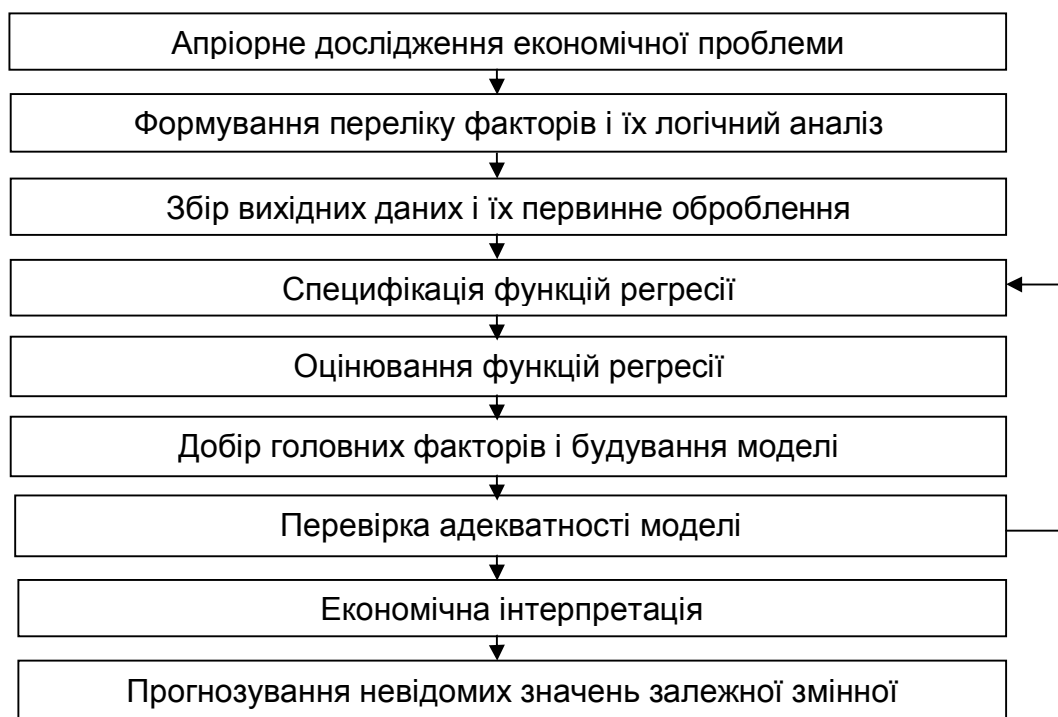 Апріорне дослідження економічної проблеми
Формування переліку факторів і їх логічний аналіз
Збір вихідних даних і їх первинне оброблення
Специфікація функцій регресії
Оцінювання функцій регресії
Добір головних факторів і будування моделі
Перевірка адекватності моделі
Економічна інтерпретація
Прогнозування невідомих значень залежної змінної